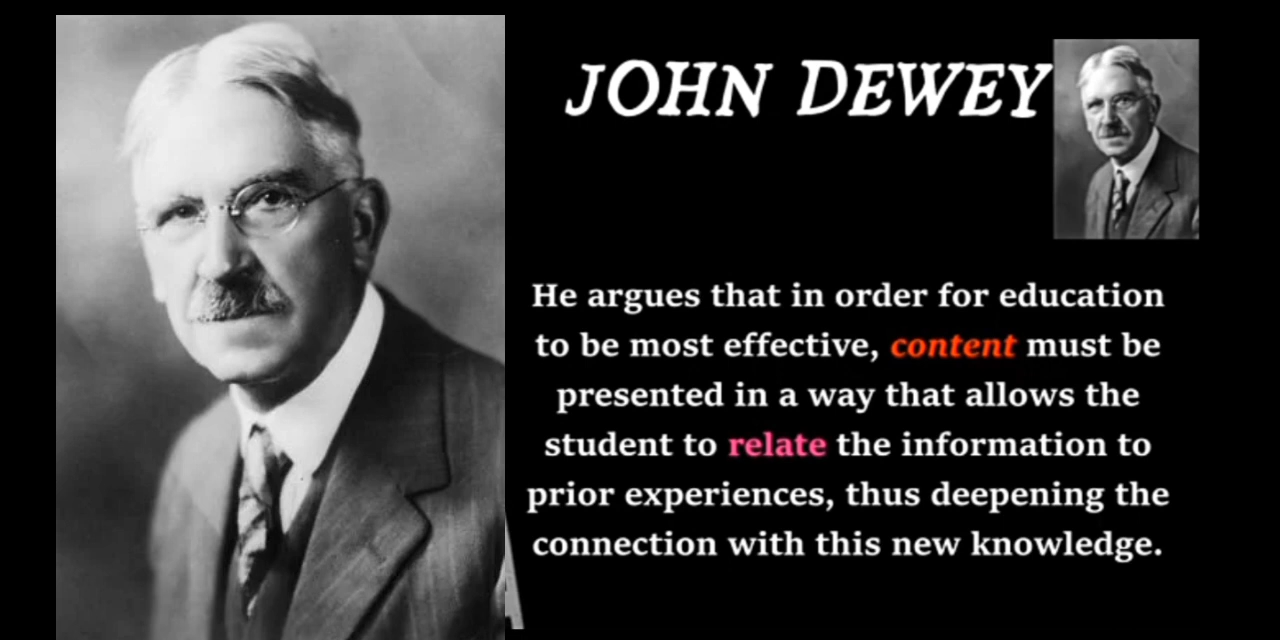 JOHN DEWEY
He argues that in order for education
to be most effective, content must be
presented in a way that allows the
student to relate the information to
prior experiences, thus deepening the
connection with this new knowledge.